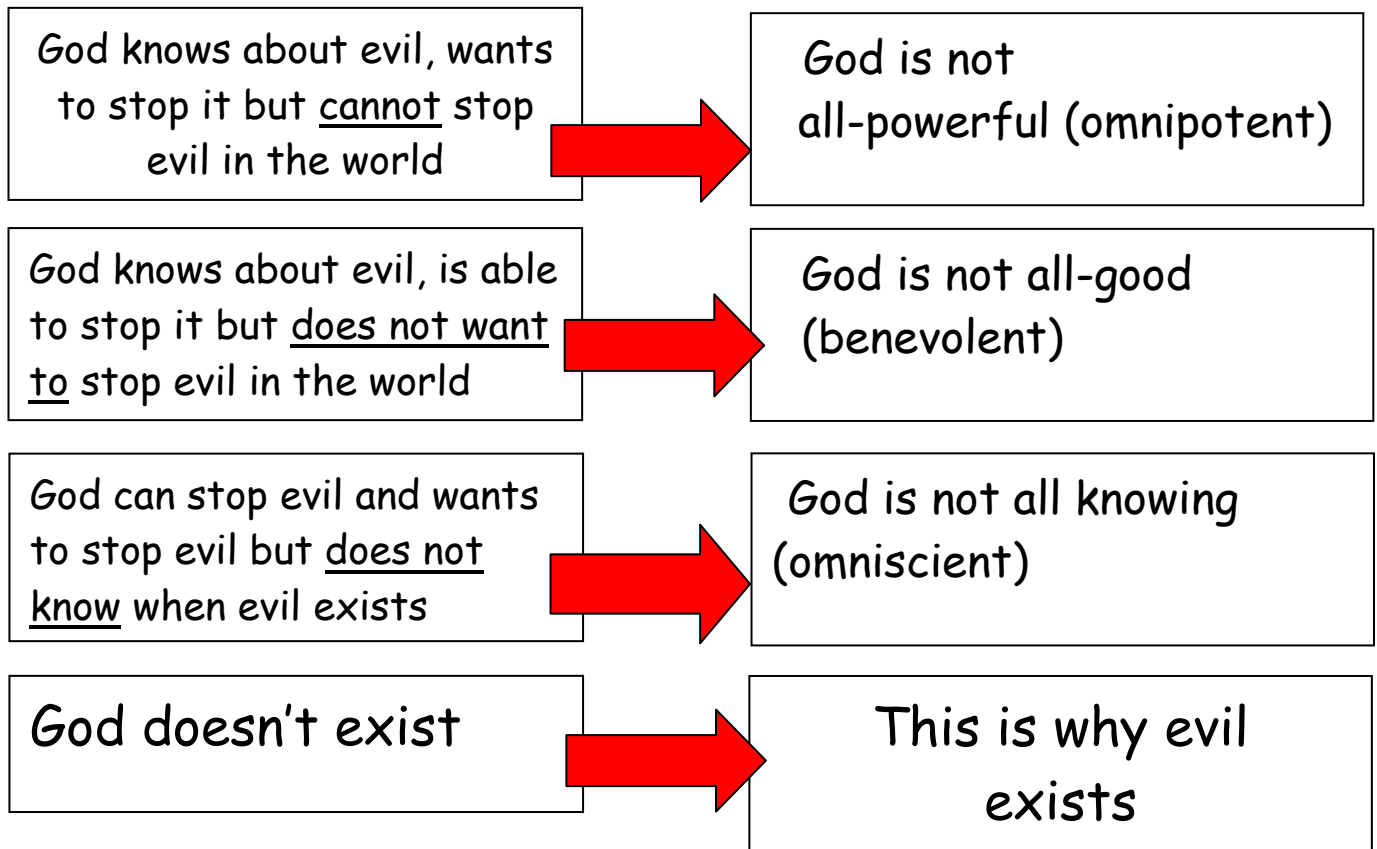 God knows about evil, wants
to stop it but cannot stop
evil in the world
God is not
all-powerful (omnipotent)
God knows about evil, is able
to stop it but does not want
to stop evil in the world
God is not all-good
(benevolent)
God can stop evil and wants
to stop evil but does not
know when evil exists
God is not all knowing
(omniscient)
God doesn't exist
This is why evil
exists